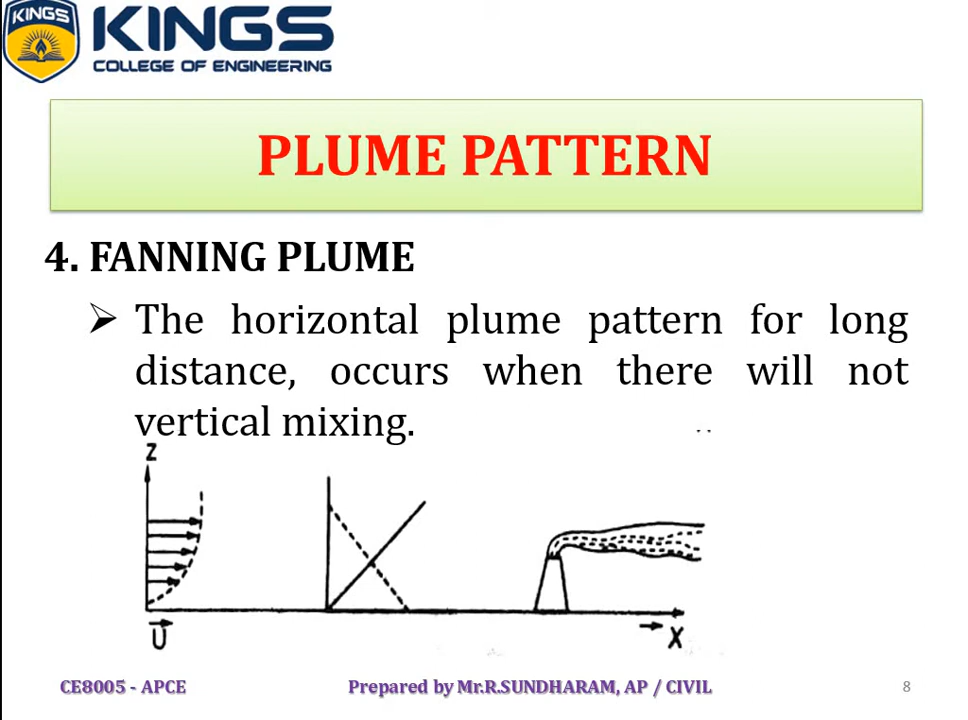 KINGS
KINGS
COLLEGE OF ENGINEERING
PLUME PATTERN
4. FANNING PLUME
➢ The horizontal plume pattern for long
distance, occurs when there will not
vertical mixing.
Z
U
X
CE8005 - APCE
Prepared by Mr.R.SUNDHARAM, AP / CIVIL
8